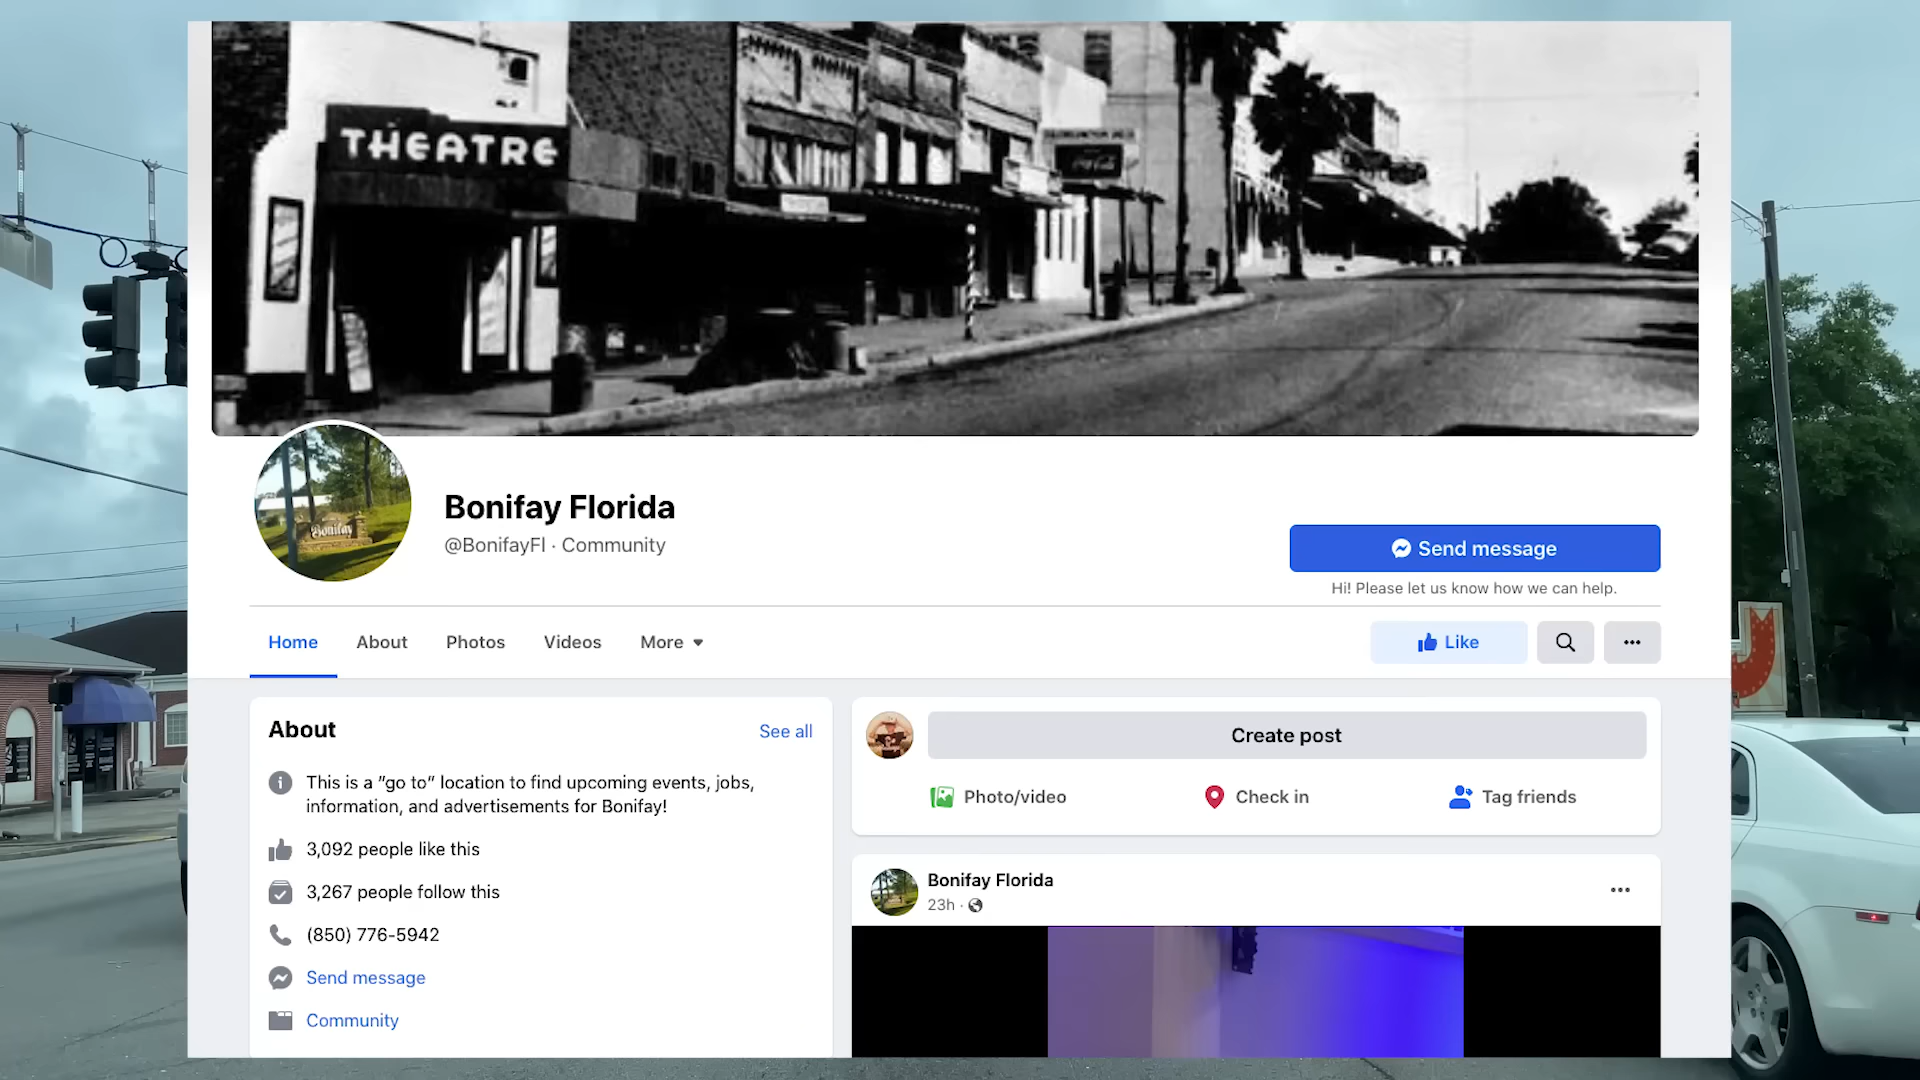 THEATRE
Coca-Cola
Bonifay
Bonifay Florida
@BonifayFl · Community
Send message
Hi! Please let us know how we can help.
Home
About
Photos
Videos
More
Like
About
See all
This is a "go to" location to find upcoming events, jobs,
information, and advertisements for Bonifay!
3,092 people like this
3,267 people follow this
(850) 776-5942
Send message
Community
Create post
Photo/video
Check in
Tag friends
Bonifay Florida
23h ·